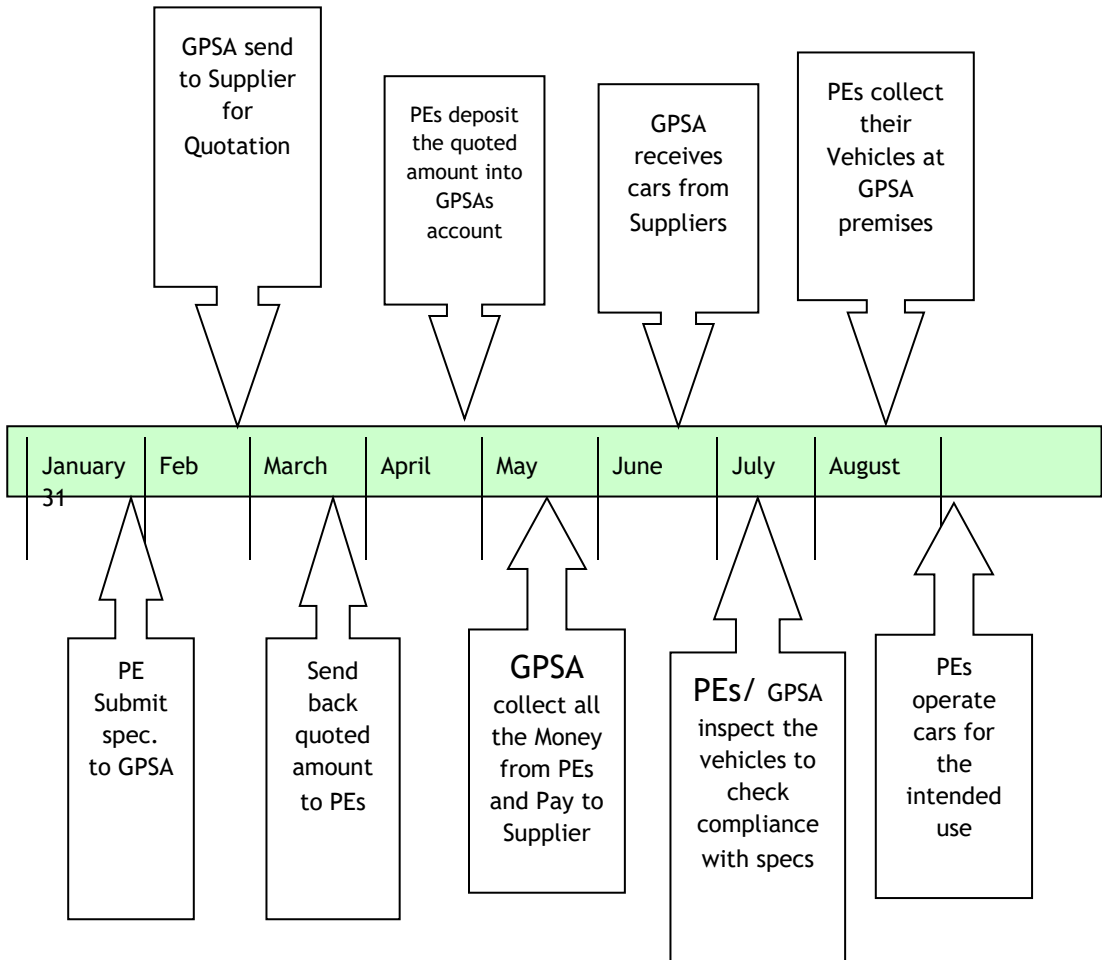 GPSA send
to Supplier
for
Quotation
PEs deposit
the quoted
amount into
GPSAs
account
GPSA
receives
cars from
Suppliers
PEs collect
their
Vehicles at
GPSA
premises
January
31
Feb
March
April
May
June
July
August
PE
Submit
spec.
to GPSA
Send
back
quoted
amount
to PEs
GPSA
collect all
the Money
from PEs
and Pay to
Supplier
PEs/ GPSA
inspect the
vehicles to
check
compliance
with specs
PEs
operate
cars for
the
intended
use